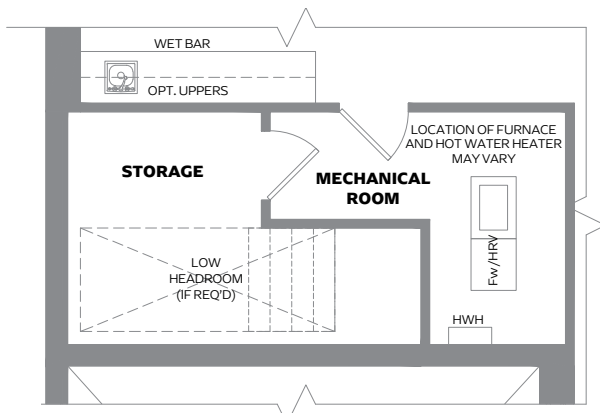 WET BAR
OPT. UPPERS
LOCATION OF FURNACE
AND HOT WATER HEATER
MAY VARY
STORAGE
MECHANICAL
ROOM
Fw/HRV
LOW
HEADROOM
(IF REQ'D)
HWH